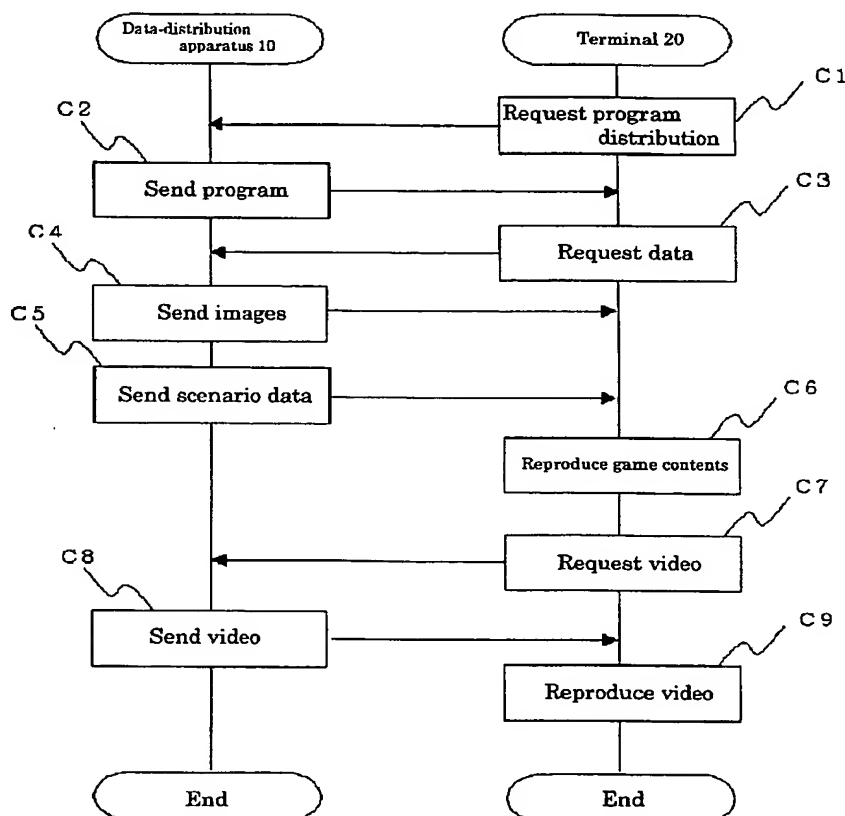 Data-distribution
apparatus 10
Terminal 20
C1
Request program
distribution
C2
Send program
C3
Request data
C4
Send images
C5
Send scenario data
C6
Reproduce game contents
C7
Request video
C8
Send video
C9
Reproduce video
End
End